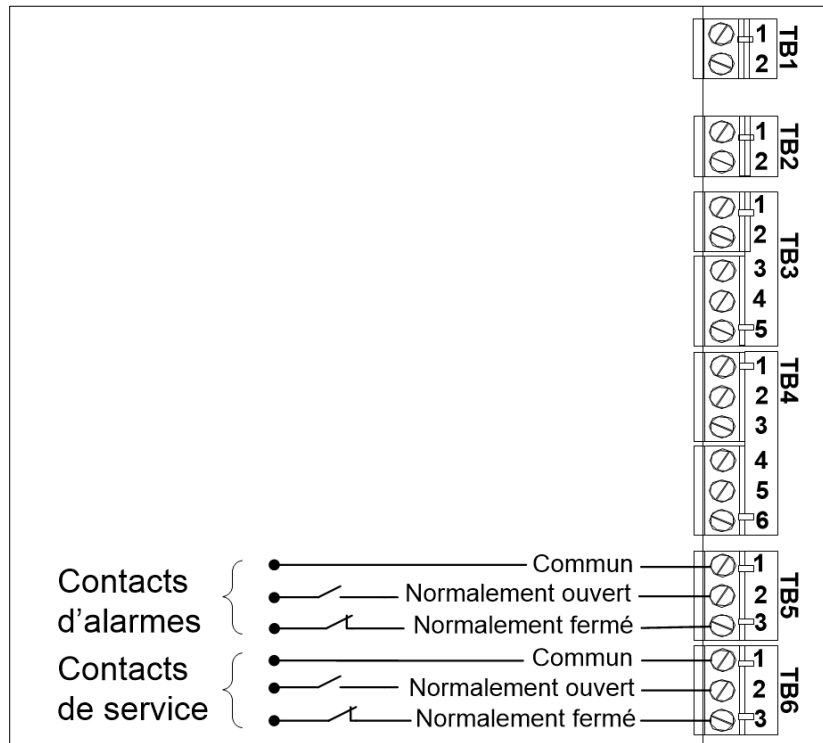 1
2
TB1
1
2
TB2
1
2
3
4
5
TB3
1
2
3
4
5
6
TB4
Contacts
d'alarmes
Commun 1
Normalement ouvert 2
Normalement fermé 3
TB5
Contacts
de service
Commun 1
Normalement ouvert 2
Normalement fermé 3
TB6